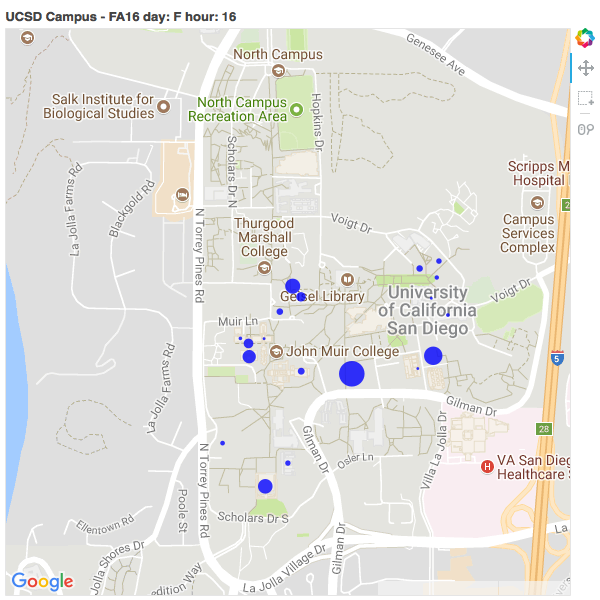 UCSD Campus - FA16 day: F hour: 16
Genesee Ave
North Campus
Salk Institute for
Biological Studies
North Campus
Recreation Area
Hopkins Dr
Scholars Dr N
Scripps M
Hospital
La Jolla Farms Rd
Blackgold Rd
2
Campus
Services
Complex
N Torrey Pines Rd
Thurgood
Marshall
College
Voigt Dr
Geisel Library
University
of California
San Diego
Voigt Dr
Muir Ln
John Muir College
5
La Jolla Farms Rd
Gilman Dr
Villa La Jolla Dr
28
N Torrey Pines Rd
Gilman Dr
Osler Ln
H
VA San Dieg
Healthcare S
Poole St
Ellentown Rd
Scholars Dr S
La
La Jolla Shores Dr
Gilman Dr
Google
edition Way
La Jolla Village Dr